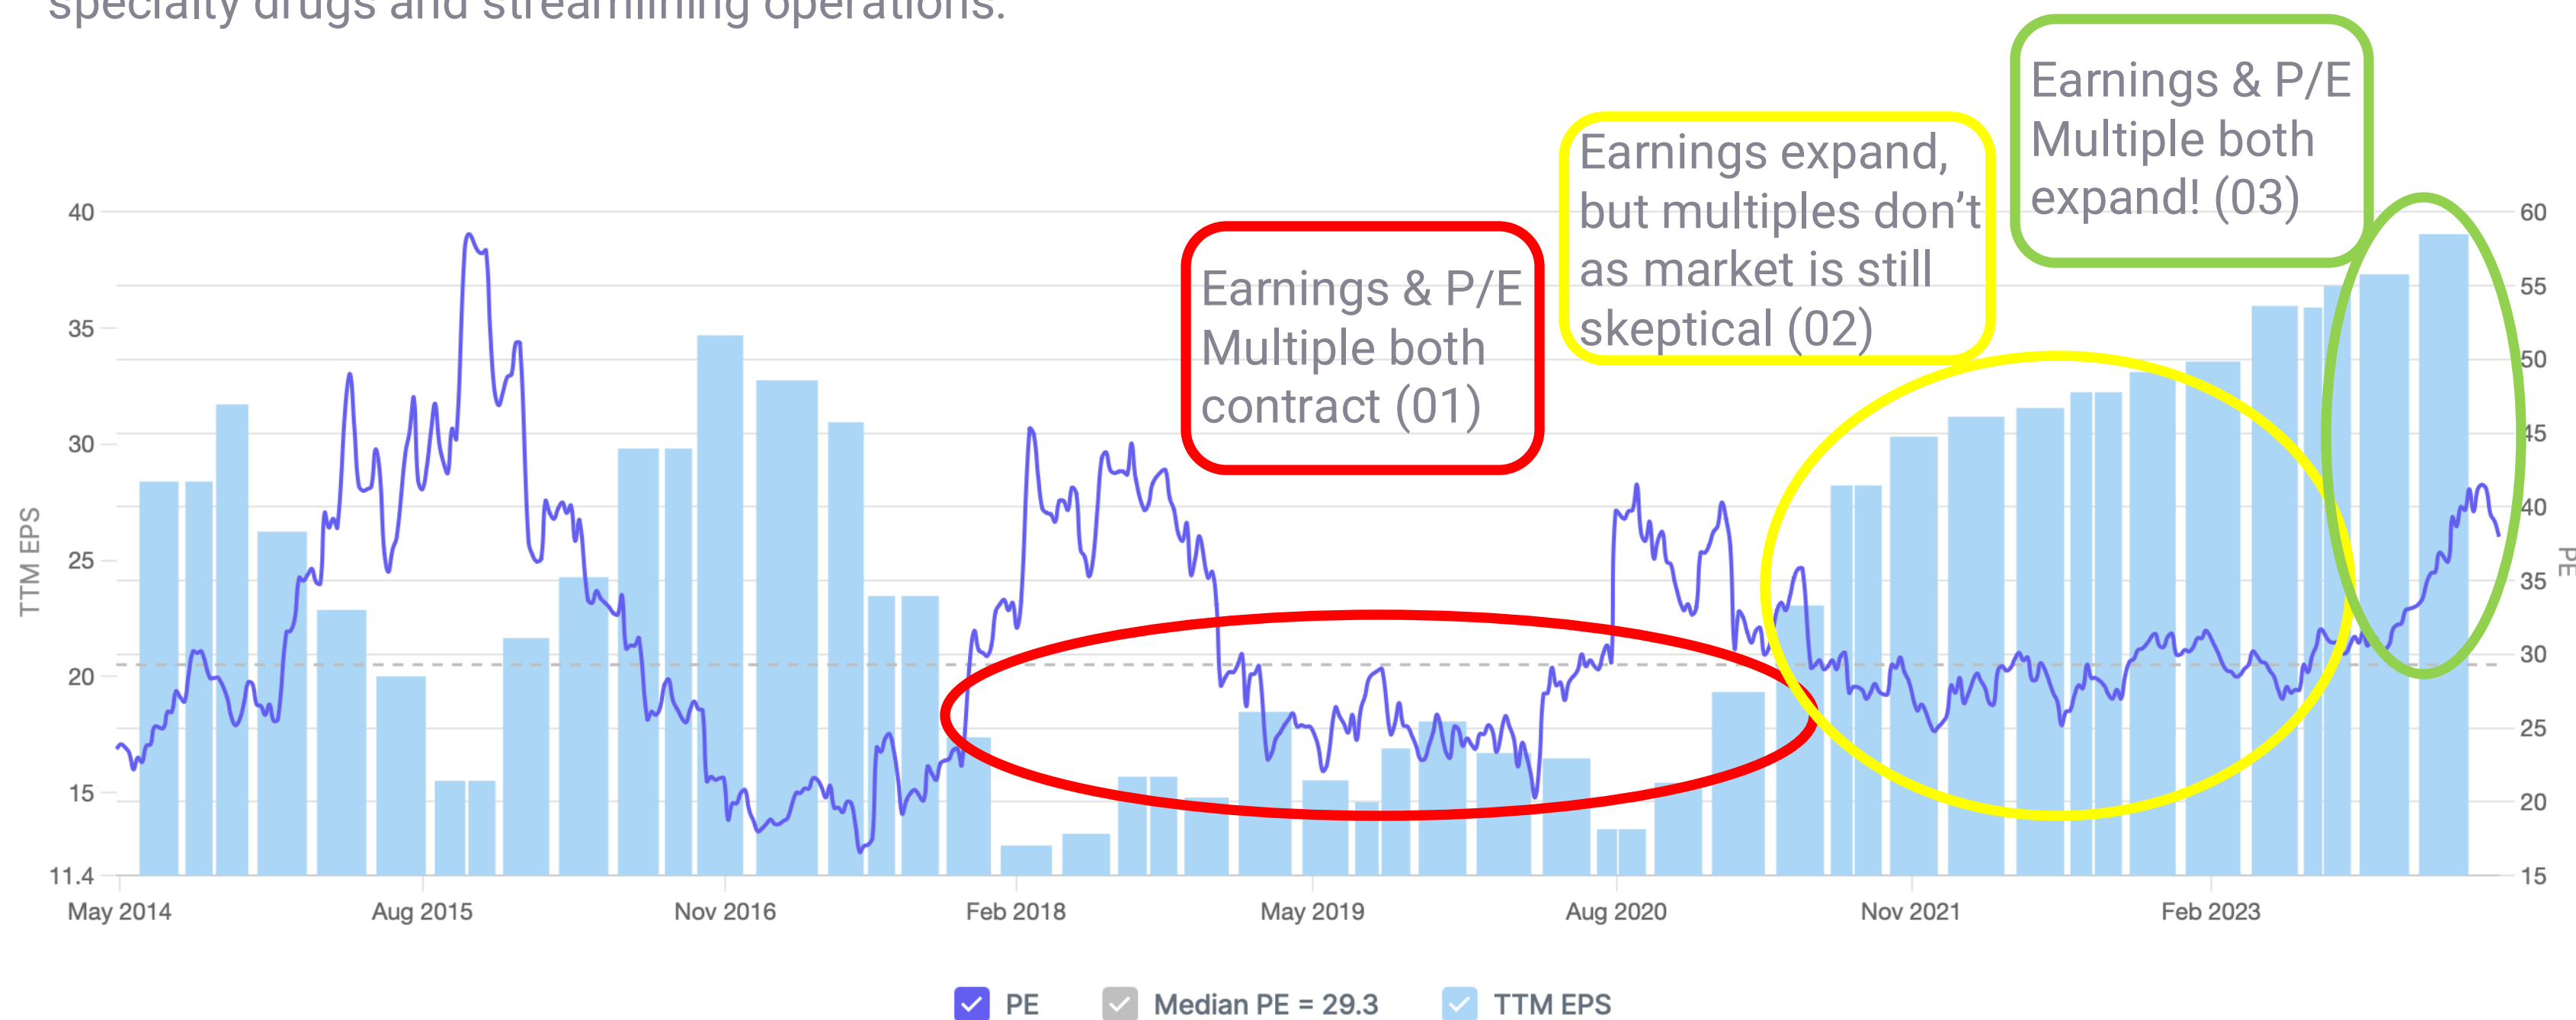 specialty drugs and streamlining operations.
Earnings & P/E
Multiple both
expand! (03)
Earnings expand,
but multiples don't
as market is still
skeptical (02)
Earnings & P/E
Multiple both
contract (01)
TTM EPS
40
35
30
25
20
15
11.4
60
55
50
45
40
35
30
25
20
15
PE
May 2014
Aug 2015
Nov 2016
Feb 2018
May 2019
Aug 2020
Nov 2021
Feb 2023
PE
Median PE = 29.3
TTM EPS